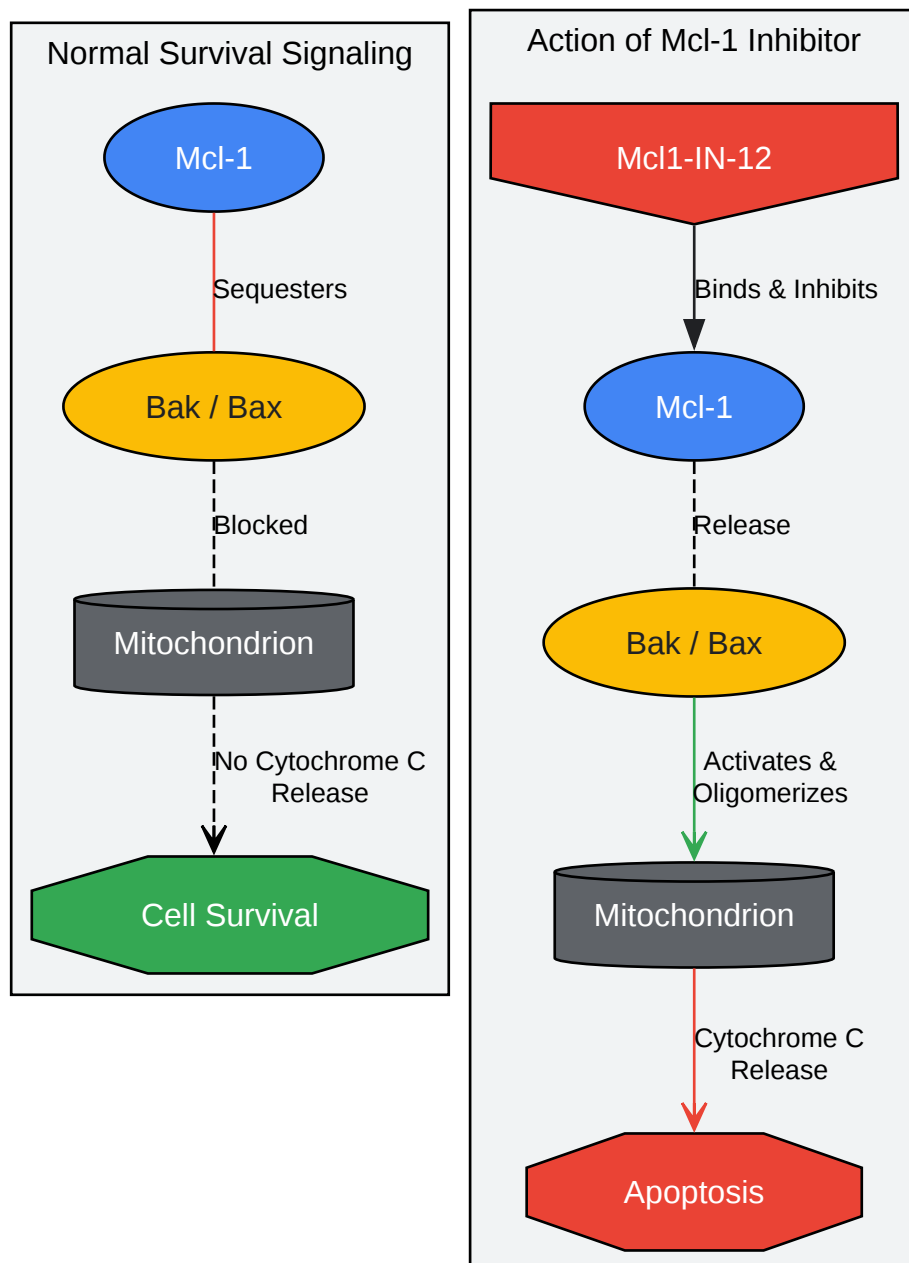 Normal Survival Signaling
Mcl-1
Sequesters
Bak / Bax
Blocked
Mitochondrion
No Cytochrome C
Release
Cell Survival
Action of Mcl-1 Inhibitor
Mcl1-IN-12
Binds & Inhibits
Mcl-1
Release
Bak / Bax
Activates &
Oligomerizes
Mitochondrion
Cytochrome C
Release
Apoptosis